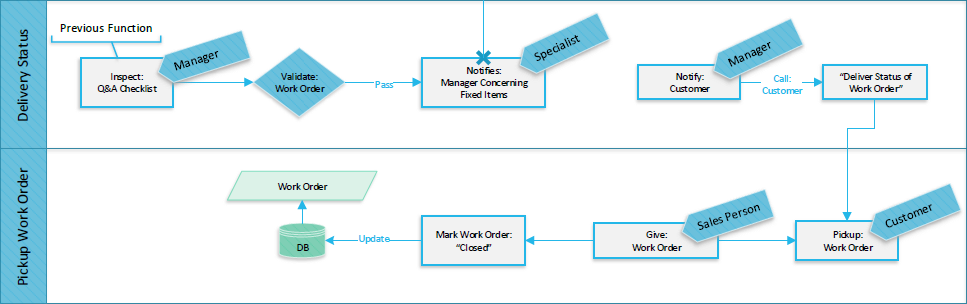 Delivery Status
Previous Function
Inspect:
Q&A Checklist
Manager
Validate:
Work Order
Pass
Notifies:
Manager Concerning
Fixed Items
Specialist
Notify:
Customer
Manager
Call:
Customer
“Deliver Status of
Work Order”
Pickup Work Order
Work Order
DB
Update
Mark Work Order:
“Closed”
Give:
Work Order
Sales Person
Pickup:
Work Order
Customer